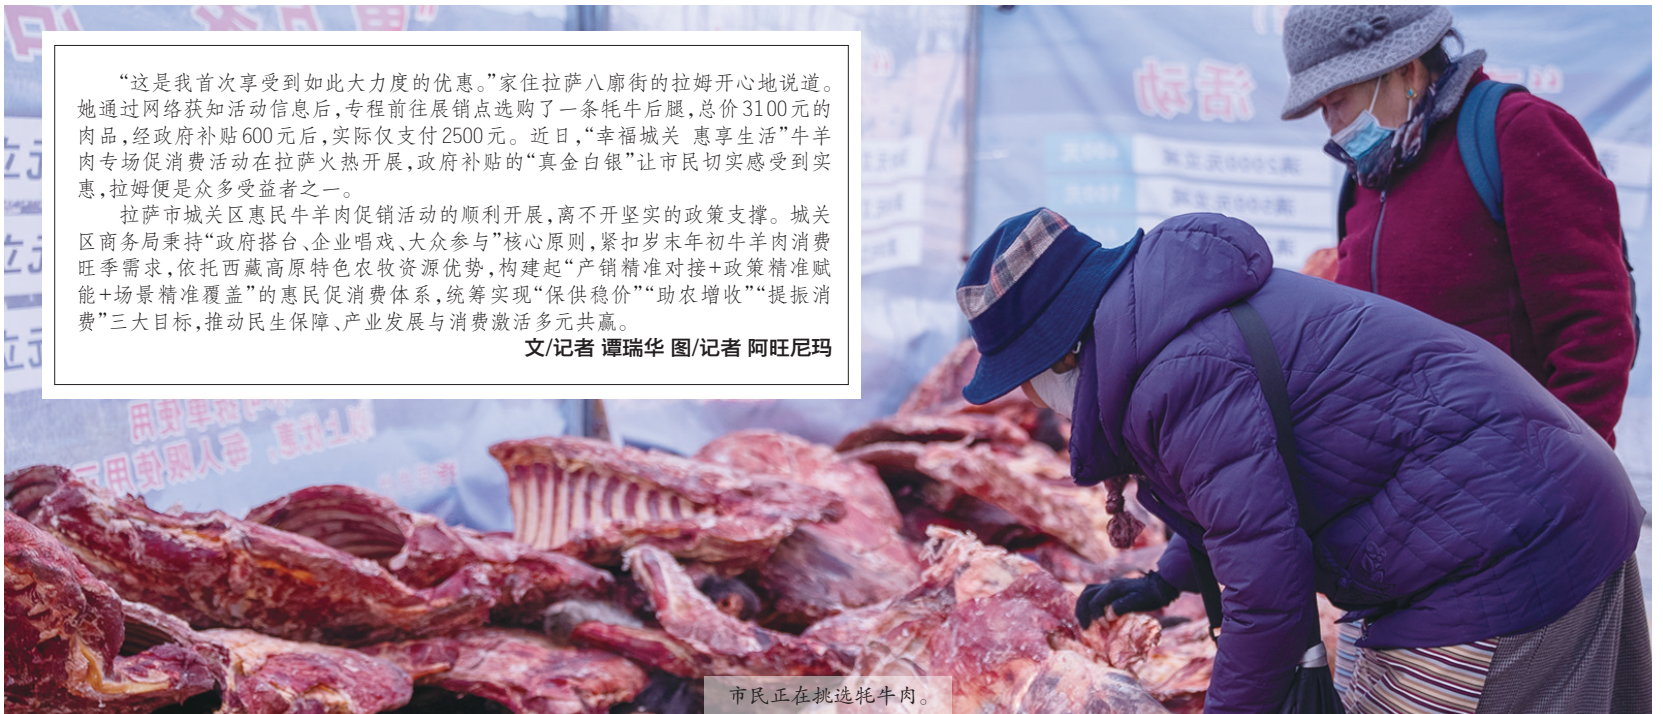 “这是我首次享受到如此大力度的优惠。”家住拉萨八廓街的拉姆开心地说道。
她通过网络获知活动信息后,专程前往展销点选购了一条牦牛后腿,总价3100元的
肉品,经政府补贴600元后,实际仅支付2500元。近日,“幸福城关 惠享生活”牛羊
肉专场促消费活动在拉萨火热开展,政府补贴的“真金白银”让市民切实感受到实
惠,拉姆便是众多受益者之一。
拉萨市城关区惠民牛羊肉促销活动的顺利开展,离不开坚实的政策支撑。城关
区商务局秉持“政府搭台、企业唱戏、大众参与”核心原则,紧扣岁末年初牛羊肉消费
旺季需求,依托西藏高原特色农牧资源优势,构建起“产销精准对接+政策精准赋
能+场景精准覆盖”的惠民促消费体系,统筹实现“保供稳价”“助农增收”“提振消
费”三大目标,推动民生保障、产业发展与消费激活多元共赢。
文/记者 谭瑞华 图/记者 阿旺尼玛
活动
满2000元立减
满500元
市民正在挑选牦牛肉。